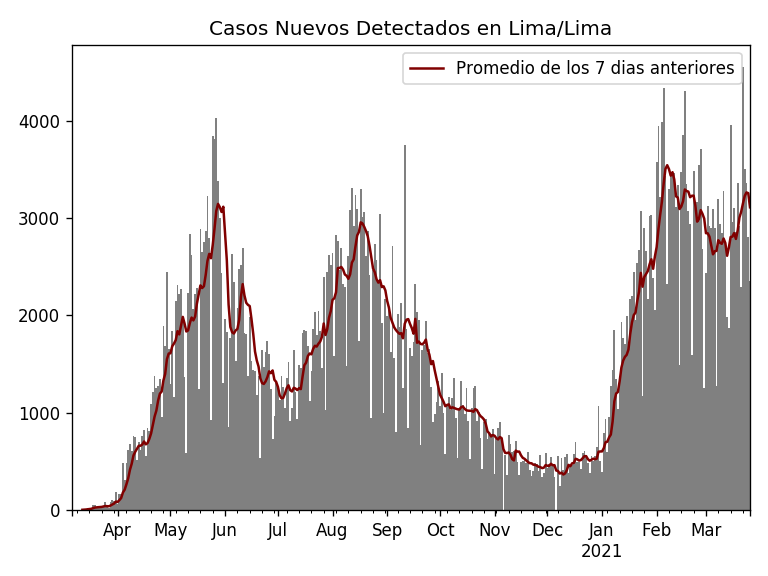 Casos Nuevos Detectados en Lima/Lima
Promedio de los 7 dias anteriores
4000
3000
2000
1000
0
Apr May Jun Jul Aug Sep Oct Nov Dec Jan Feb Mar
2021